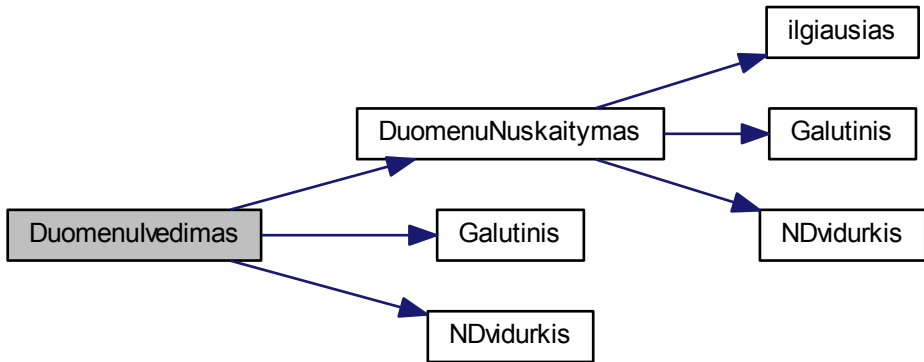 ilgiausias
DuomenuNuskaitymas
Galutinis
DuomenuIvedimas
Galutinis
NDvidurkis
NDvidurkis